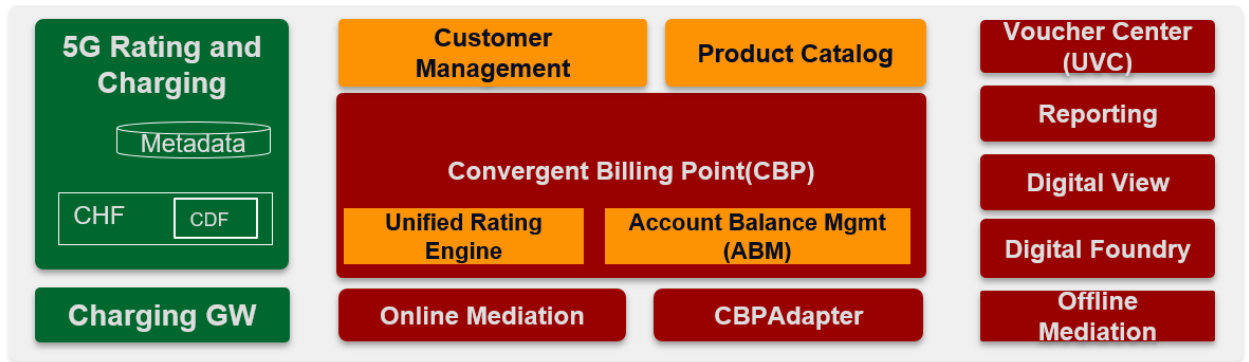 5G Rating and
Charging
Metadata
CHF
CDF
Charging GW
Customer
Management
Product Catalog
Convergent Billing Point(CBP)
Unified Rating
Engine
Account Balance Mgmt
(ABM)
Online Mediation
CBPAdapter
Voucher Center
(UVC)
Reporting
Digital View
Digital Foundry
Offline
Mediation